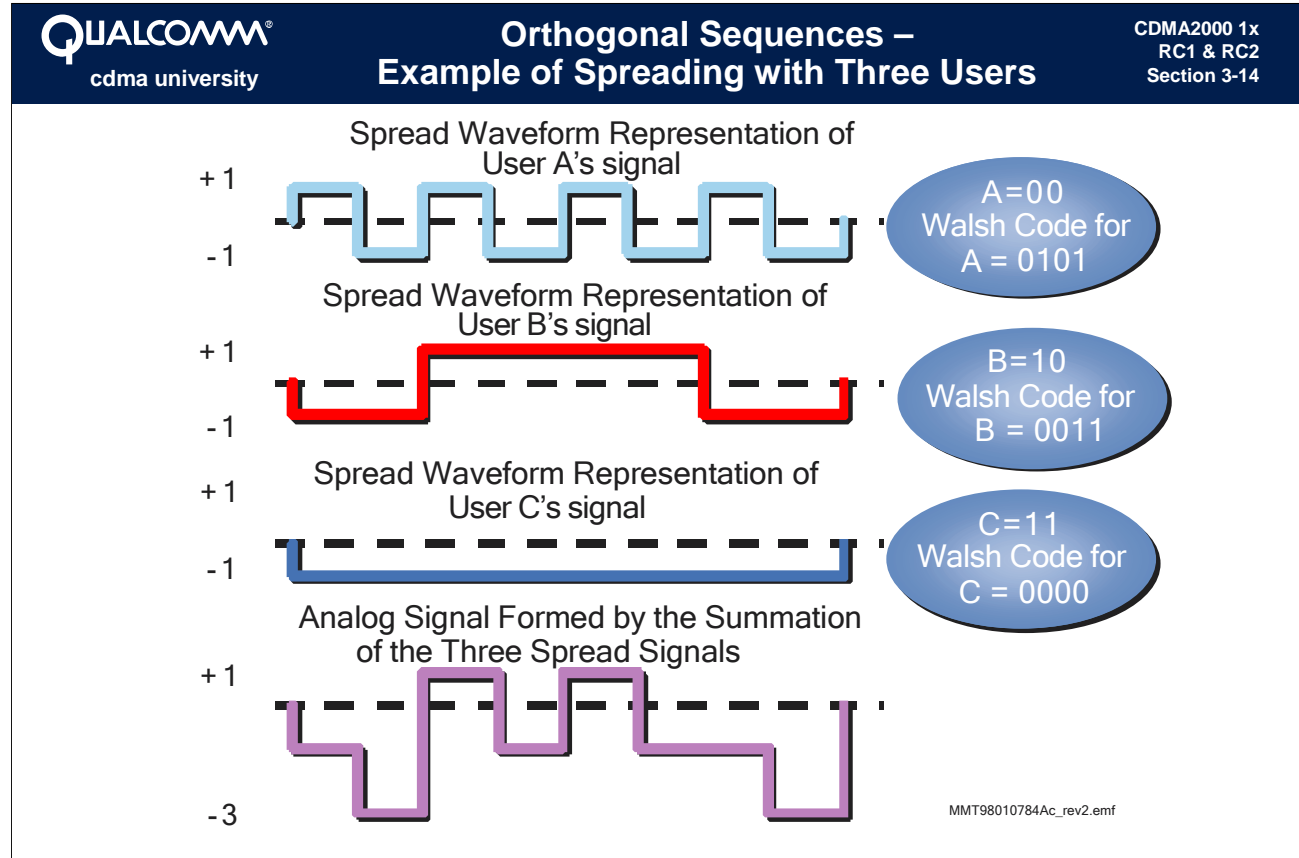 QUALCOMM®
cdma university
Orthogonal Sequences –
Example of Spreading with Three Users
CDMA2000 1x
RC1 & RC2
Section 3-14
Spread Waveform Representation of
User A's signal
+1
-1
A=00
Walsh Code for
A = 0101
Spread Waveform Representation of
User B's signal
+1
-1
B=10
Walsh Code for
B = 0011
Spread Waveform Representation of
User C's signal
+1
-1
C=11
Walsh Code for
C = 0000
Analog Signal Formed by the Summation
of the Three Spread Signals
+1
-3
MMT98010784Ac_rev2.emf